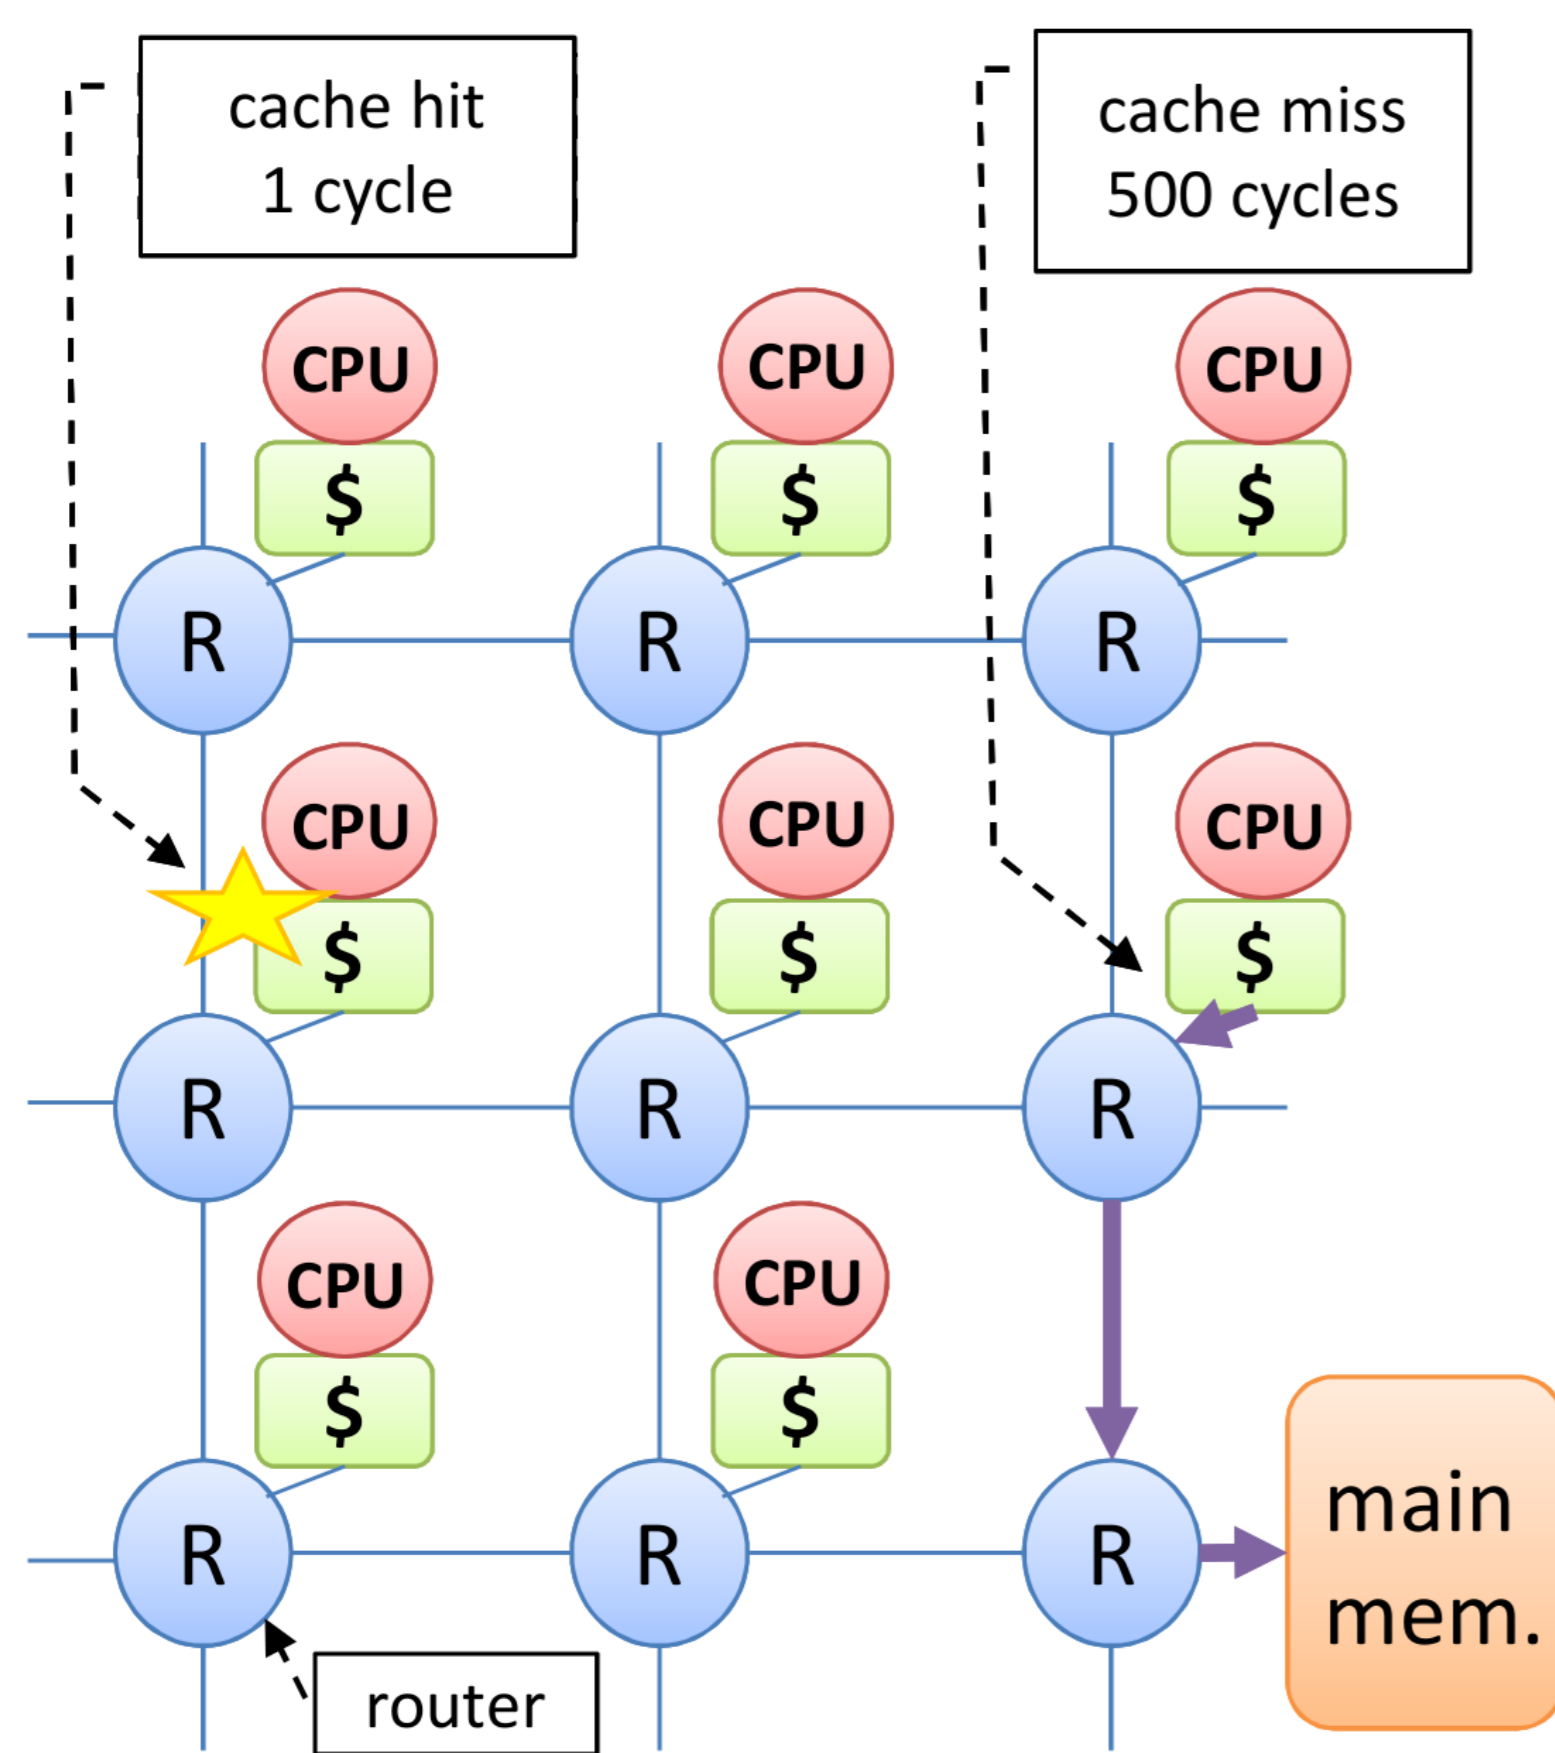 cache hit
1 cycle
cache miss
500 cycles
CPU
CPU
CPU
$
$
$
R
R
R
CPU
CPU
CPU
$
$
$
R
R
R
CPU
CPU
$
$
R
R
R
main
mem.
router